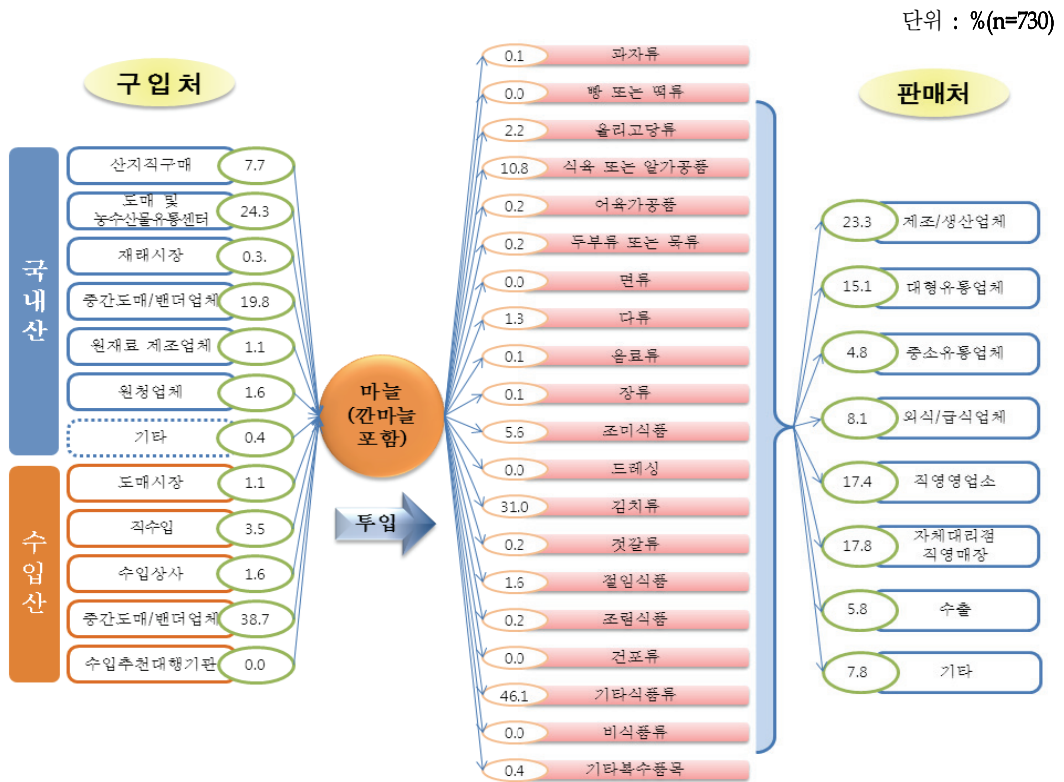 단위 : %(n=730)
구입처
국내산
산지직구매 7.7
도매 및
농수산물유통센터 24.3
재래시장 0.3.
중간도매/밴더업체 19.8
원재료 제조업체 1.1
원청업체 1.6
기타 0.4
수입산
도매시장 1.1
직수입 3.5
수입상사 1.6
중간도매/밴더업체 38.7
수입추천대행기관 0.0
마늘
(깐마늘
포함)
투입
0.1 과자류
0.0 빵 또는 떡류
2.2 올리고당류
10.8 식육 또는 알가공품
0.2 어육가공품
0.2 두부류 또는 묵류
0.0 면류
1.3 다류
0.1 음료류
0.1 장류
5.6 조미식품
0.0 드레싱
31.0 김치류
0.2 젓갈류
1.6 절임식품
0.2 조림식품
0.0 건포류
46.1 기타식품류
0.0 비식품류
0.4 기타복수품목
판매처
23.3 제조/생산업체
15.1 대형유통업체
4.8 중소유통업체
8.1 외식/급식업체
17.4 직영영업소
17.8 자체대리점
직영매장
5.8 수출
7.8 기타